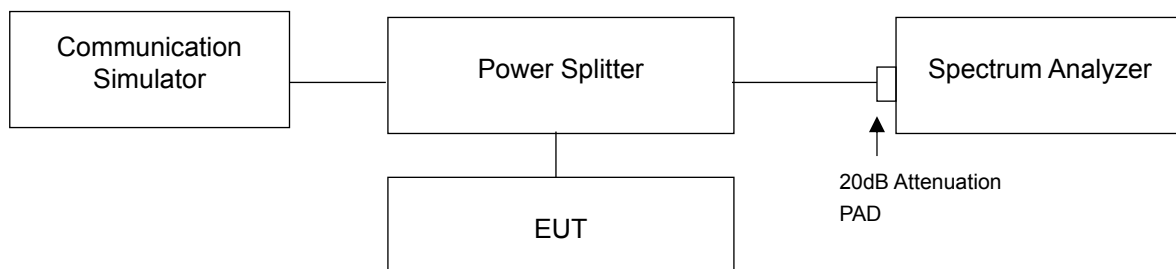 Communication
Simulator
Power Splitter
Spectrum Analyzer
20dB Attenuation
PAD
EUT